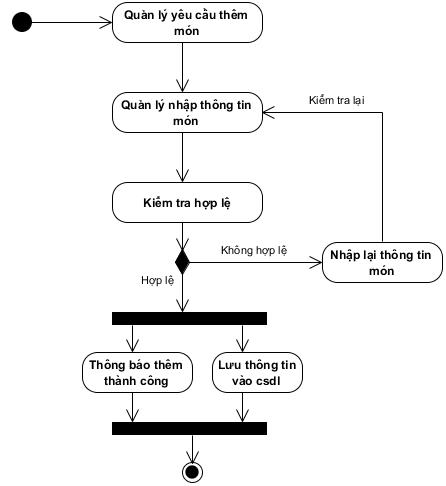 Quản lý yêu cầu thêm
món
Quản lý nhập thông tin
món
Kiểm tra lại
Kiểm tra hợp lệ
Không hợp lệ
Nhập lại thông tin
món
Hợp lệ
Thông báo thêm
thành công
Lưu thông tin
vào csdl